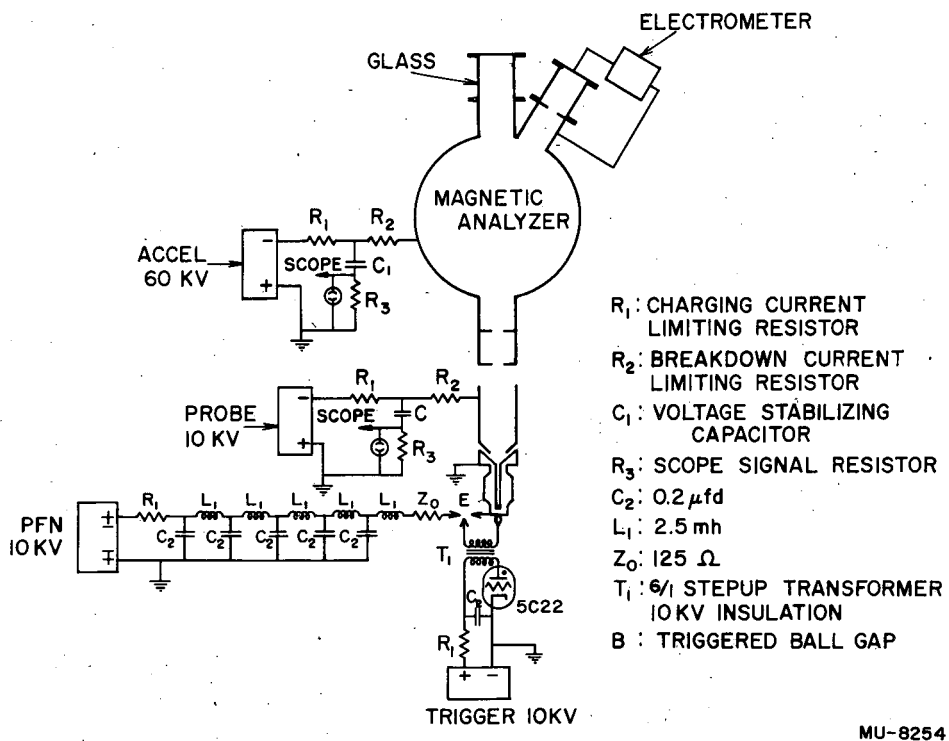 ELECTROMETER
GLASS
MAGNETIC
ANALYZER
R1 R2
ACCEL
60 KV
-
+
SCOPE C1
R3
R1 R2
PROBE
10 KV
-
+
SCOPE C
R3
PFN
10KV
±
∓
R1 L1 L1 L1 L1 L1 Z0 E
C2 C2 C2 C2 C2
T1
5C22
C2
R1
+ -
TRIGGER 10KV
R1: CHARGING CURRENT
LIMITING RESISTOR
R2: BREAKDOWN CURRENT
LIMITING RESISTOR
C1: VOLTAGE STABILIZING
CAPACITOR
R3: SCOPE SIGNAL RESISTOR
C2: 0.2 μfd
L1: 2.5 mh
Z0: 125 Ω
T1: 6/1 STEPUP TRANSFORMER
10 KV INSULATION
B : TRIGGERED BALL GAP
MU-8254